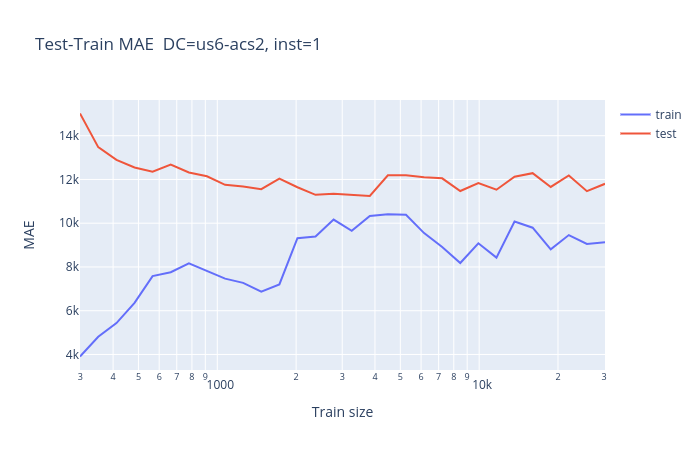 Test-Train MAE  DC=us6-acs2, inst=1
train
test
14k
12k
10k
8k
6k
4k
MAE
3 4 5 6 7 8 9 1000 2 3 4 5 6 7 8 9 10k 2 3
Train size